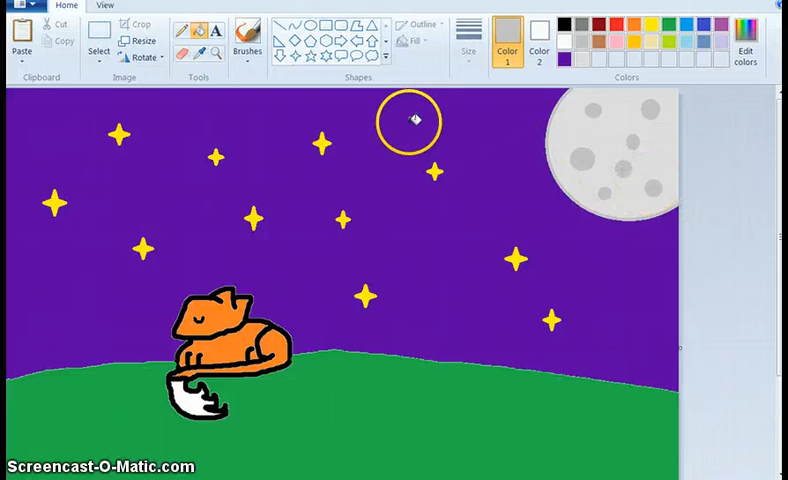 Home View
Paste
Cut
Copy
Clipboard
Select
Crop
Resize
Rotate
Image
A
Tools
Brushes
Shapes
Outline
Fill
Size
Color 1
Color 2
Colors
Edit colors
Screencast-O-Matic.com